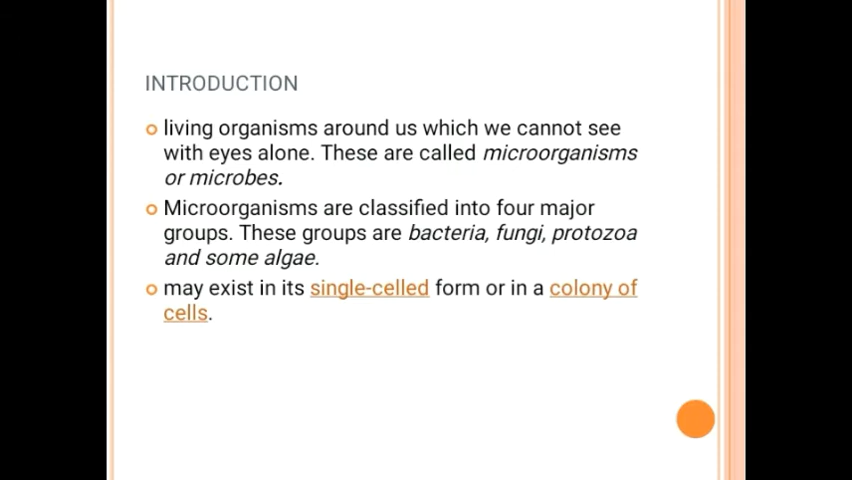 INTRODUCTION
living organisms around us which we cannot see
with eyes alone. These are called microorganisms
or microbes.
Microorganisms are classified into four major
groups. These groups are bacteria, fungi, protozoa
and some algae.
may exist in its single-celled form or in a colony of
cells.